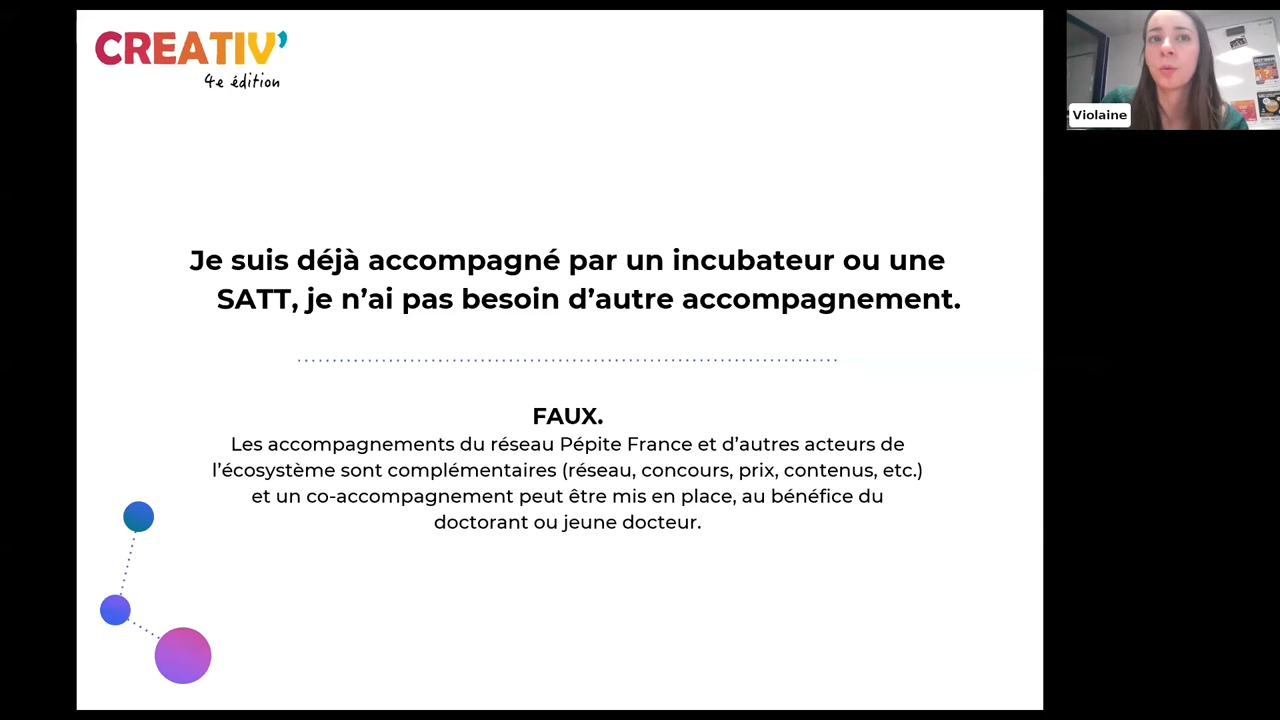 CREATIV'
4e édition
Violaine
Je suis déjà accompagné par un incubateur ou une
SATT, je n’ai pas besoin d’autre accompagnement.
FAUX.
Les accompagnements du réseau Pépite France et d’autres acteurs de
l’écosystème sont complémentaires (réseau, concours, prix, contenus, etc.)
et un co-accompagnement peut être mis en place, au bénéfice du
doctorant ou jeune docteur.